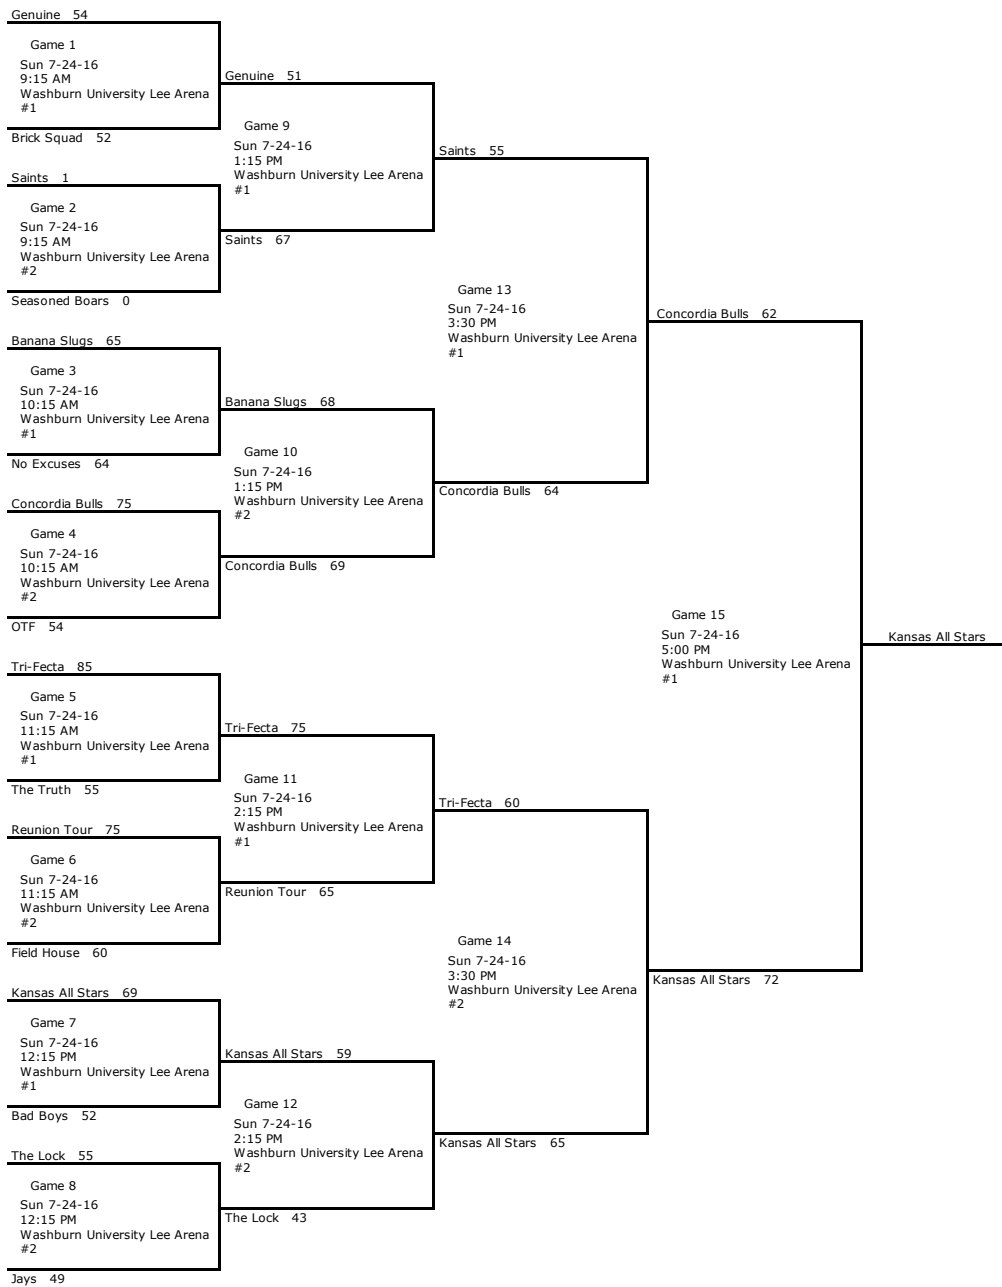 Genuine 54
Game 1
Sun 7-24-16
9:15 AM
Washburn University Lee Arena
#1
Brick Squad 52
Saints 1
Game 2
Sun 7-24-16
9:15 AM
Washburn University Lee Arena
#2
Seasoned Boars 0
Banana Slugs 65
Game 3
Sun 7-24-16
10:15 AM
Washburn University Lee Arena
#1
No Excuses 64
Concordia Bulls 75
Game 4
Sun 7-24-16
10:15 AM
Washburn University Lee Arena
#2
OTF 54
Tri-Fecta 85
Game 5
Sun 7-24-16
11:15 AM
Washburn University Lee Arena
#1
The Truth 55
Reunion Tour 75
Game 6
Sun 7-24-16
11:15 AM
Washburn University Lee Arena
#2
Field House 60
Kansas All Stars 69
Game 7
Sun 7-24-16
12:15 PM
Washburn University Lee Arena
#1
Bad Boys 52
The Lock 55
Game 8
Sun 7-24-16
12:15 PM
Washburn University Lee Arena
#2
Jays 49
Genuine 51
Game 9
Sun 7-24-16
1:15 PM
Washburn University Lee Arena
#1
Saints 67
Banana Slugs 68
Game 10
Sun 7-24-16
1:15 PM
Washburn University Lee Arena
#2
Concordia Bulls 69
Tri-Fecta 75
Game 11
Sun 7-24-16
2:15 PM
Washburn University Lee Arena
#1
Reunion Tour 65
Kansas All Stars 59
Game 12
Sun 7-24-16
2:15 PM
Washburn University Lee Arena
#2
The Lock 43
Saints 55
Game 13
Sun 7-24-16
3:30 PM
Washburn University Lee Arena
#1
Concordia Bulls 64
Tri-Fecta 60
Game 14
Sun 7-24-16
3:30 PM
Washburn University Lee Arena
#2
Kansas All Stars 65
Concordia Bulls 62
Game 15
Sun 7-24-16
5:00 PM
Washburn University Lee Arena
#1
Kansas All Stars 72
Kansas All Stars